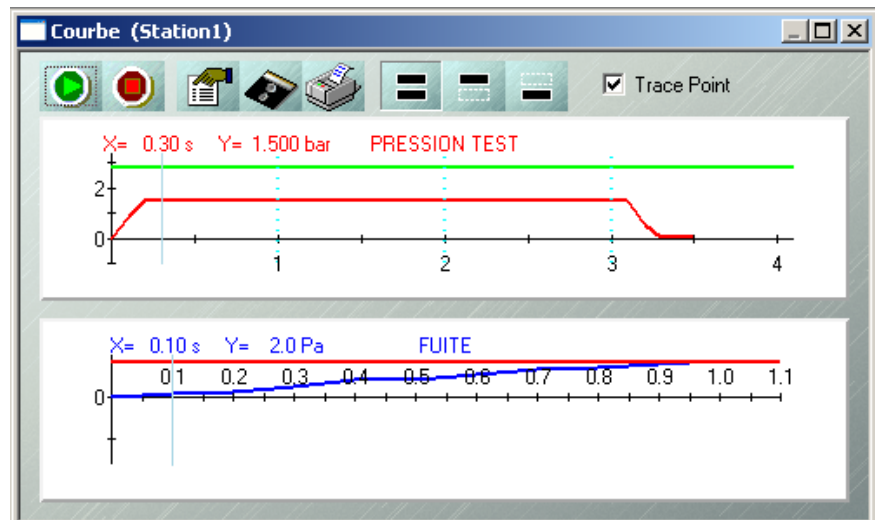 Courbe (Station1)
Trace Point
X= 0.30 s Y= 1.500 bar PRESSION TEST
2
0
1 2 3 4
X= 0.10 s Y= 2.0 Pa FUITE
0.1 0.2 0.3 0.4 0.5 0.6 0.7 0.8 0.9 1.0 1.1
0